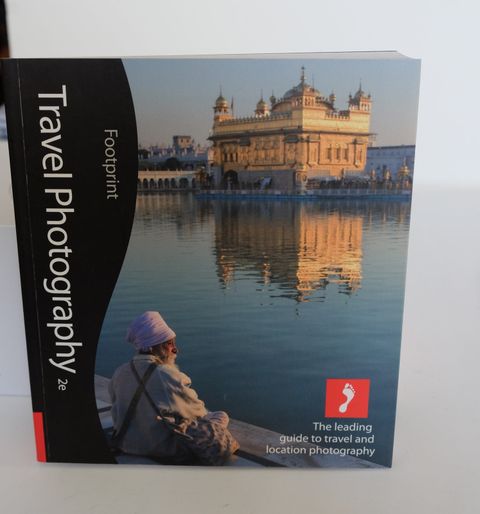 Travel Photography 2e
Footprint
The leading
guide to travel and
location photography